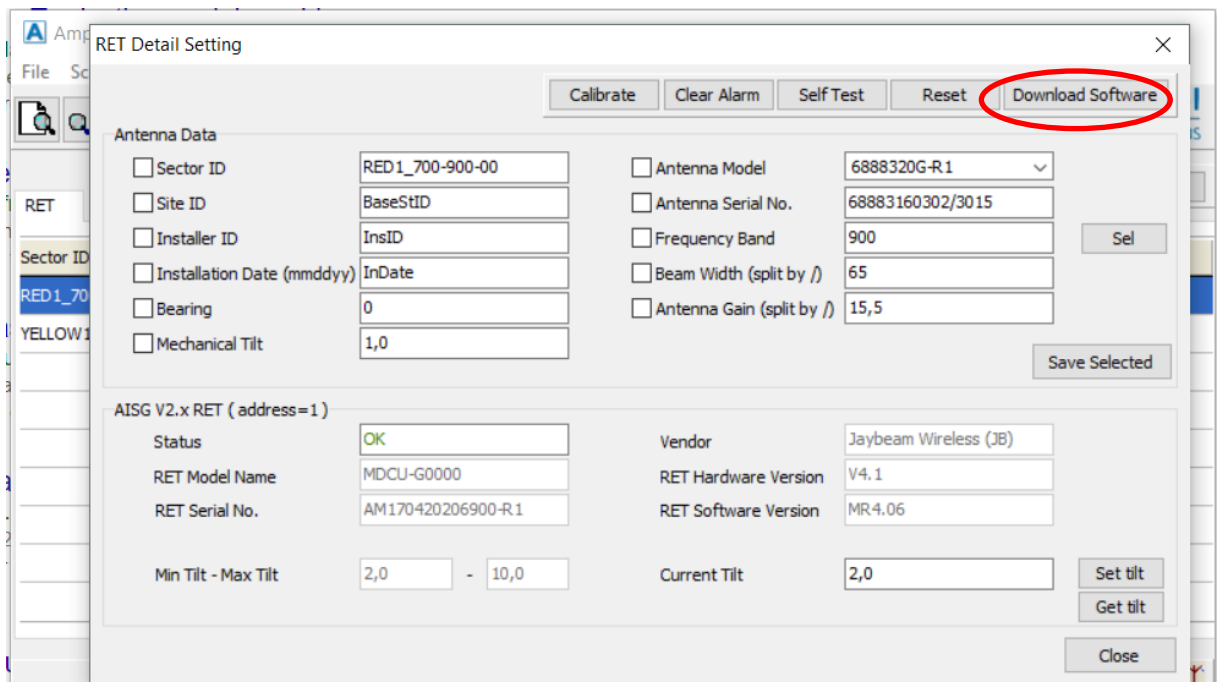 Amp
RET Detail Setting
File Sc
Calibrate Clear Alarm Self Test Reset Download Software
Antenna Data
Sector ID RED1_700-900-00 Antenna Model 6888320G-R1
RET Site ID BaseStID Antenna Serial No. 68883160302/3015
Installer ID InsID Frequency Band 900 Sel
Sector ID
Installation Date (mmddyy) InDate Beam Width (split by /) 65
RED1_70
Bearing 0 Antenna Gain (split by /) 15,5
YELLOW1
Mechanical Tilt 1,0
Save Selected
AISG V2.x RET ( address=1 )
Status OK Vendor Jaybeam Wireless (JB)
RET Model Name MDCU-G0000 RET Hardware Version V4.1
RET Serial No. AM170420206900-R1 RET Software Version MR4.06
Min Tilt - Max Tilt 2,0 - 10,0 Current Tilt 2,0 Set tilt
Get tilt
Close